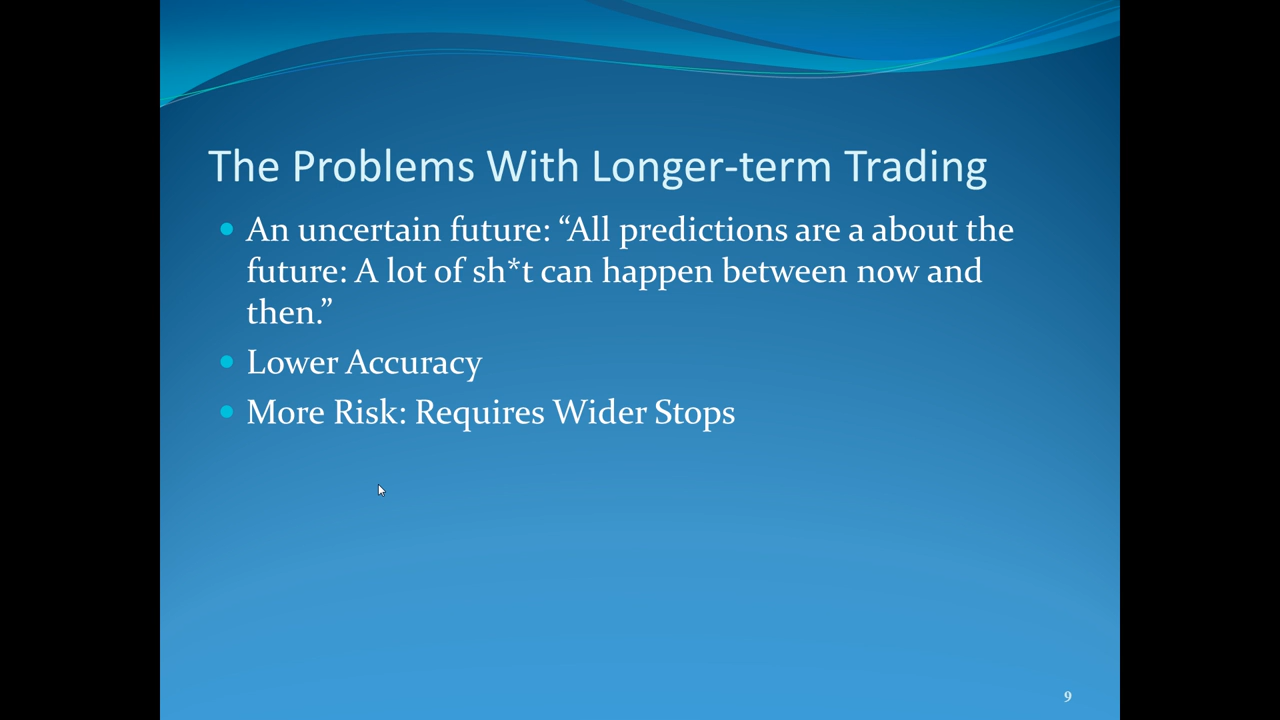 The Problems With Longer-term Trading
An uncertain future: “All predictions are a about the
future: A lot of sh*t can happen between now and
then.”
Lower Accuracy
More Risk: Requires Wider Stops
9